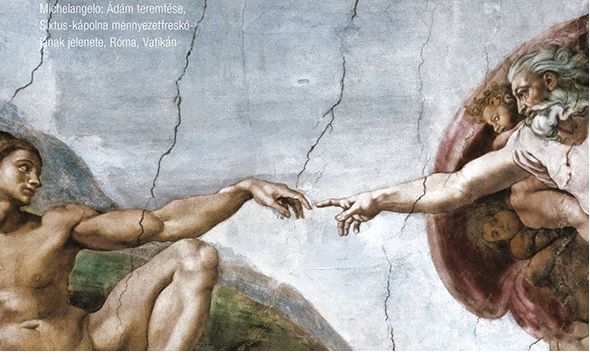 Michelangelo: Ádám teremtése,
Sixtus-kápolna mennyezetfreskó-
jának jelenete, Róma, Vatikán